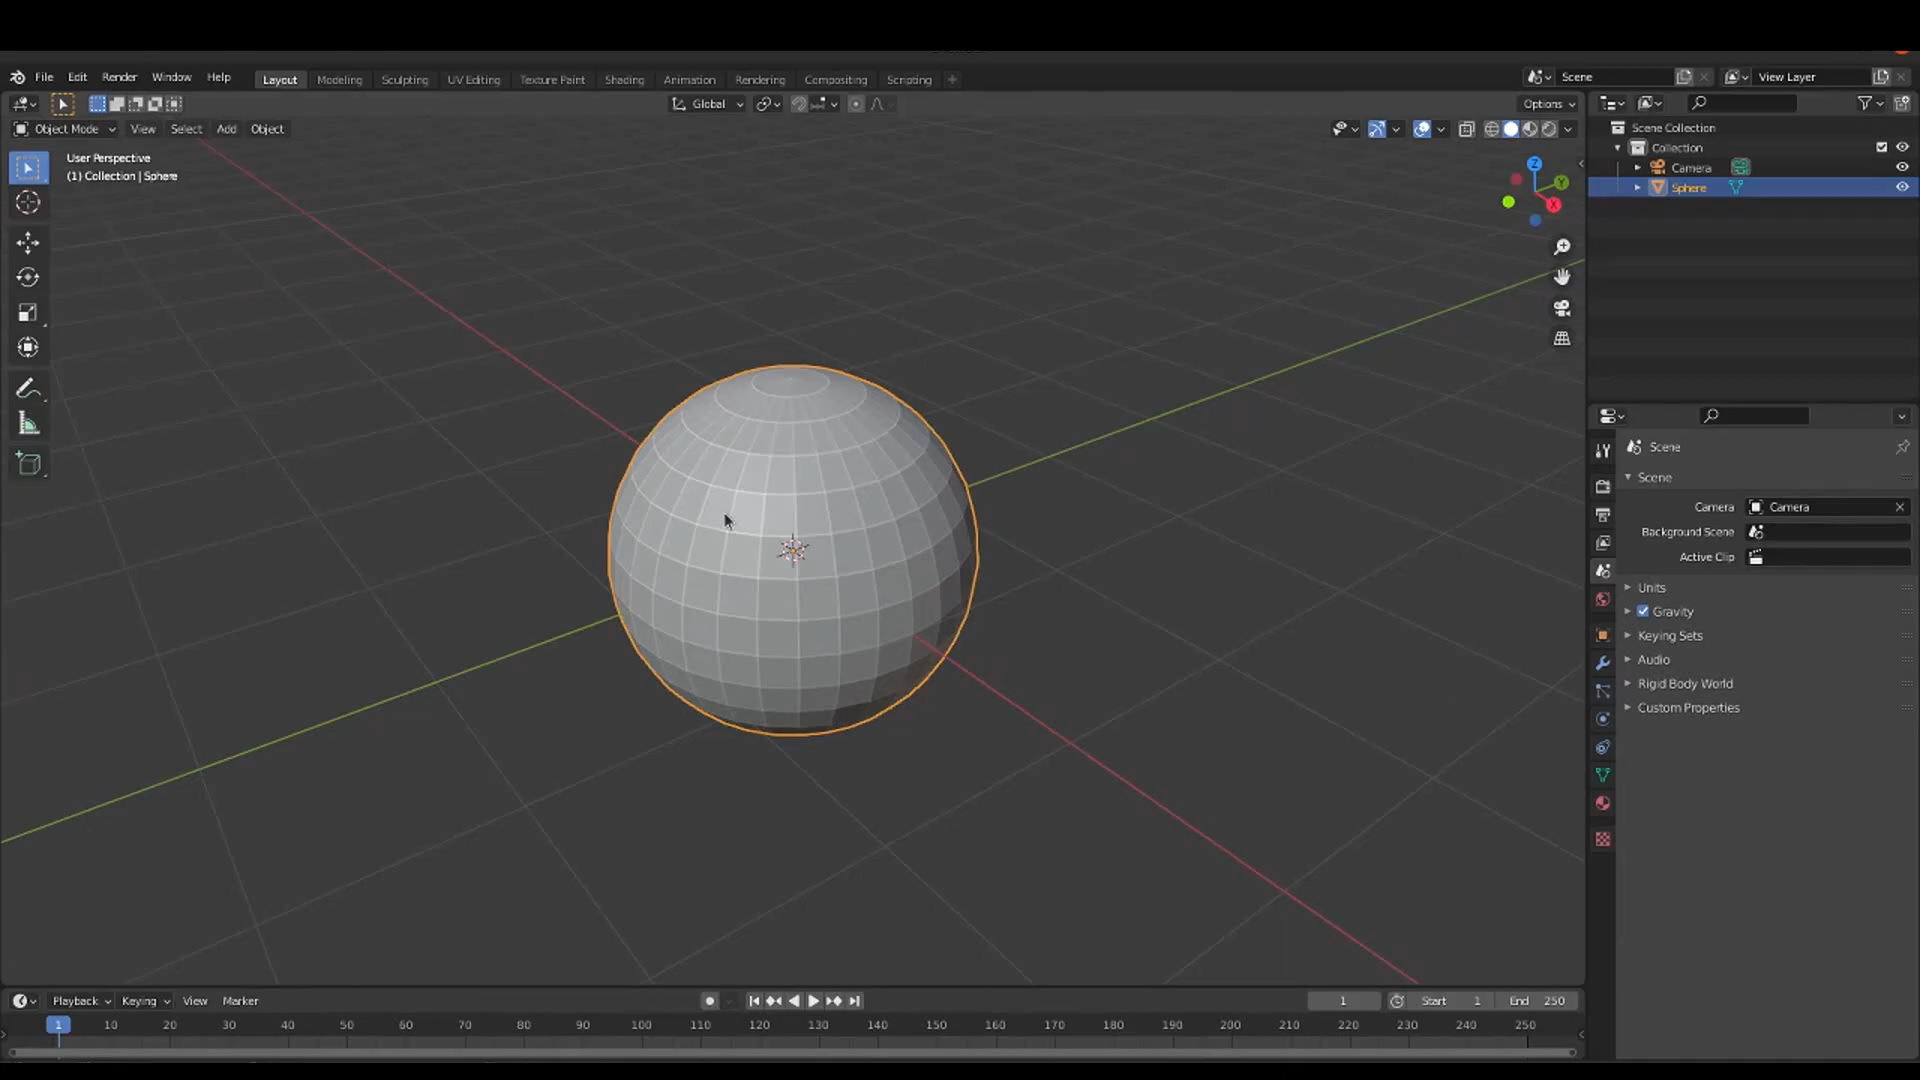 File Edit Render Window Help Layout Modeling Sculpting UV Editing Texture Paint Shading Animation Rendering Compositing Scripting Scene View Layer
Global Options
Object Mode View Select Add Object
User Perspective
(1) Collection | Sphere
Z
Y
X
Scene Collection
Collection
Camera
Sphere
Scene
Scene
Camera Camera
Background Scene
Active Clip
Units
Gravity
Keying Sets
Audio
Rigid Body World
Custom Properties
Playback Keying View Marker 1 Start 1 End 250
1 10 20 30 40 50 60 70 80 90 100 110 120 130 140 150 160 170 180 190 200 210 220 230 240 250